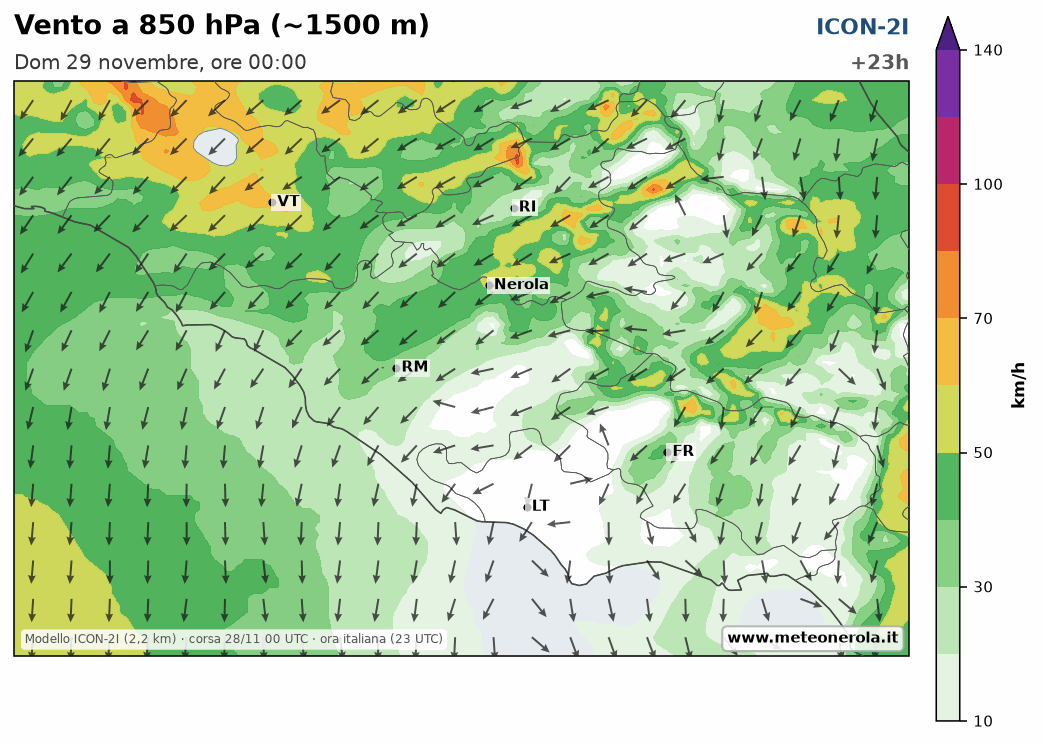 Vento a 850 hPa (~1500 m)
ICON-2I
Dom 29 novembre, ore 00:00
+23h
140
100
70
50
30
10
km/h
VT
RI
Nerola
RM
FR
LT
Modello ICON-2I (2,2 km) · corsa 28/11 00 UTC · ora italiana (23 UTC)
www.meteonerola.it